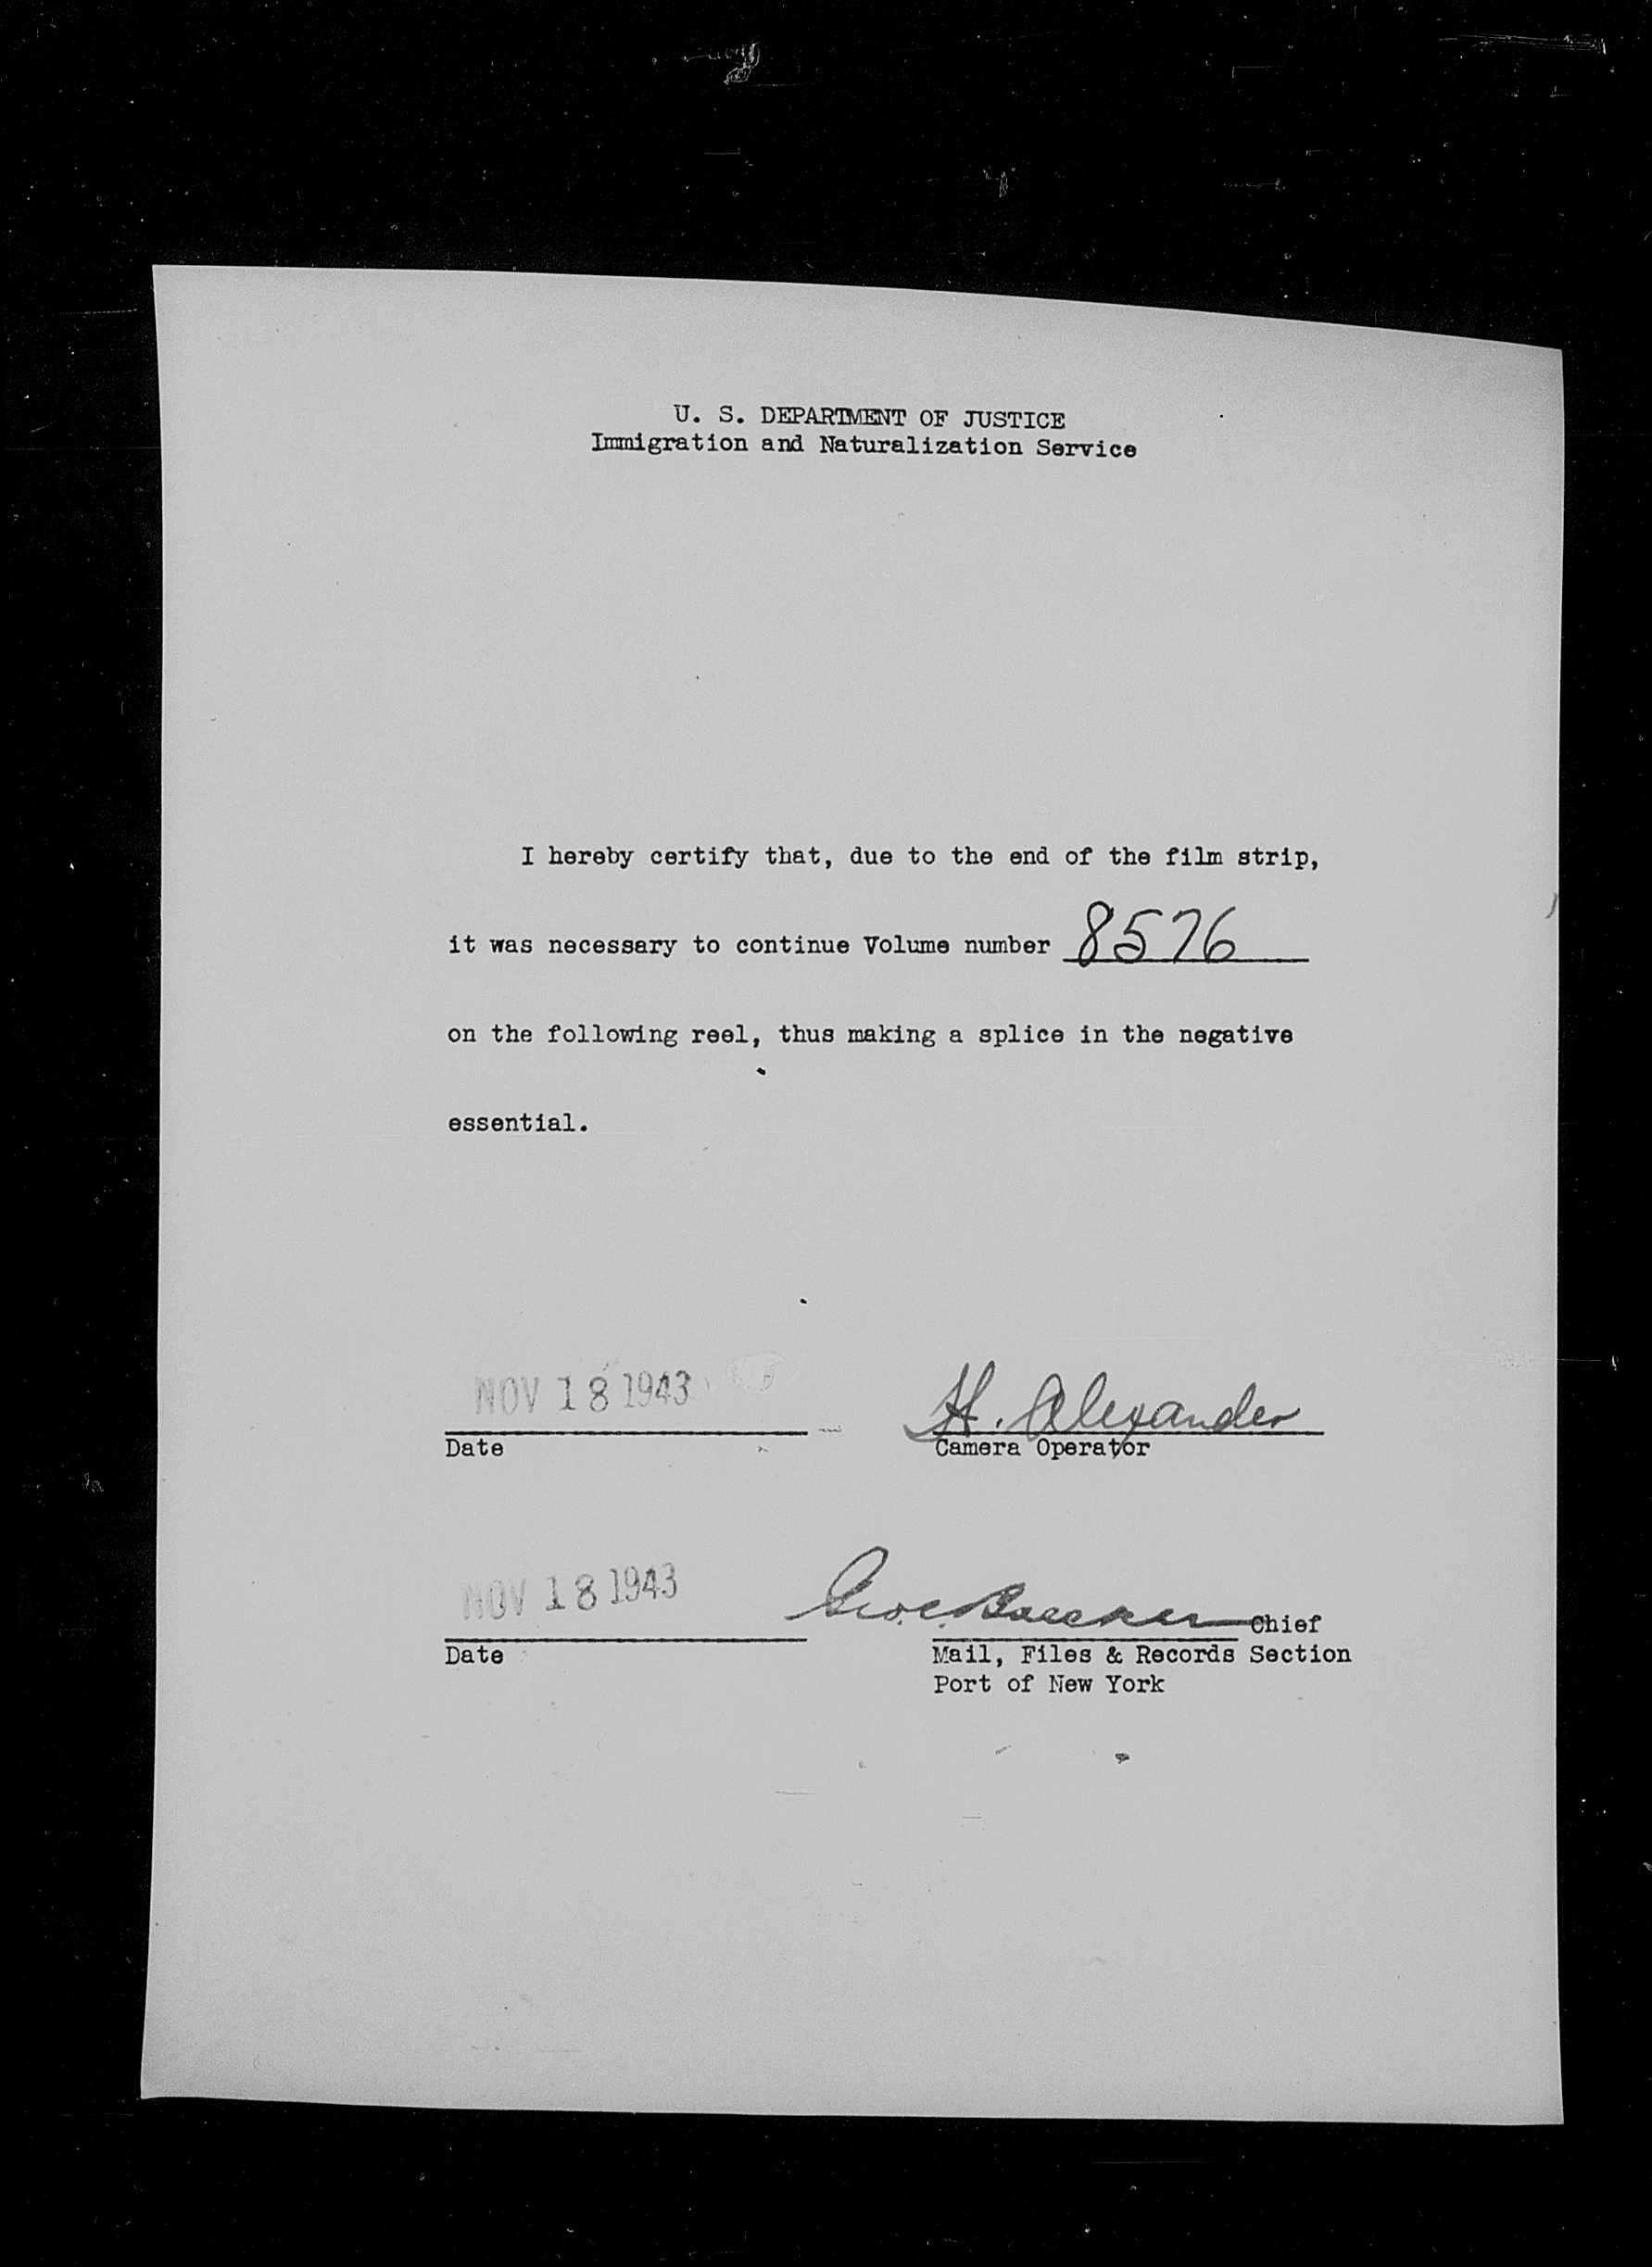 U. S. DEPARTMENT OF JUSTICE
Immigration and Naturalization Service
I hereby certify that, due to the end of the film strip,
it was necessary to continue Volume number 8576
on the following reel, thus making a splice in the negative
essential.
NOV 18 1943
H. Alexander
Date
Camera Operator
NOV 18 1943
Chief
Date
Mail, Files & Records Section
Port of New York